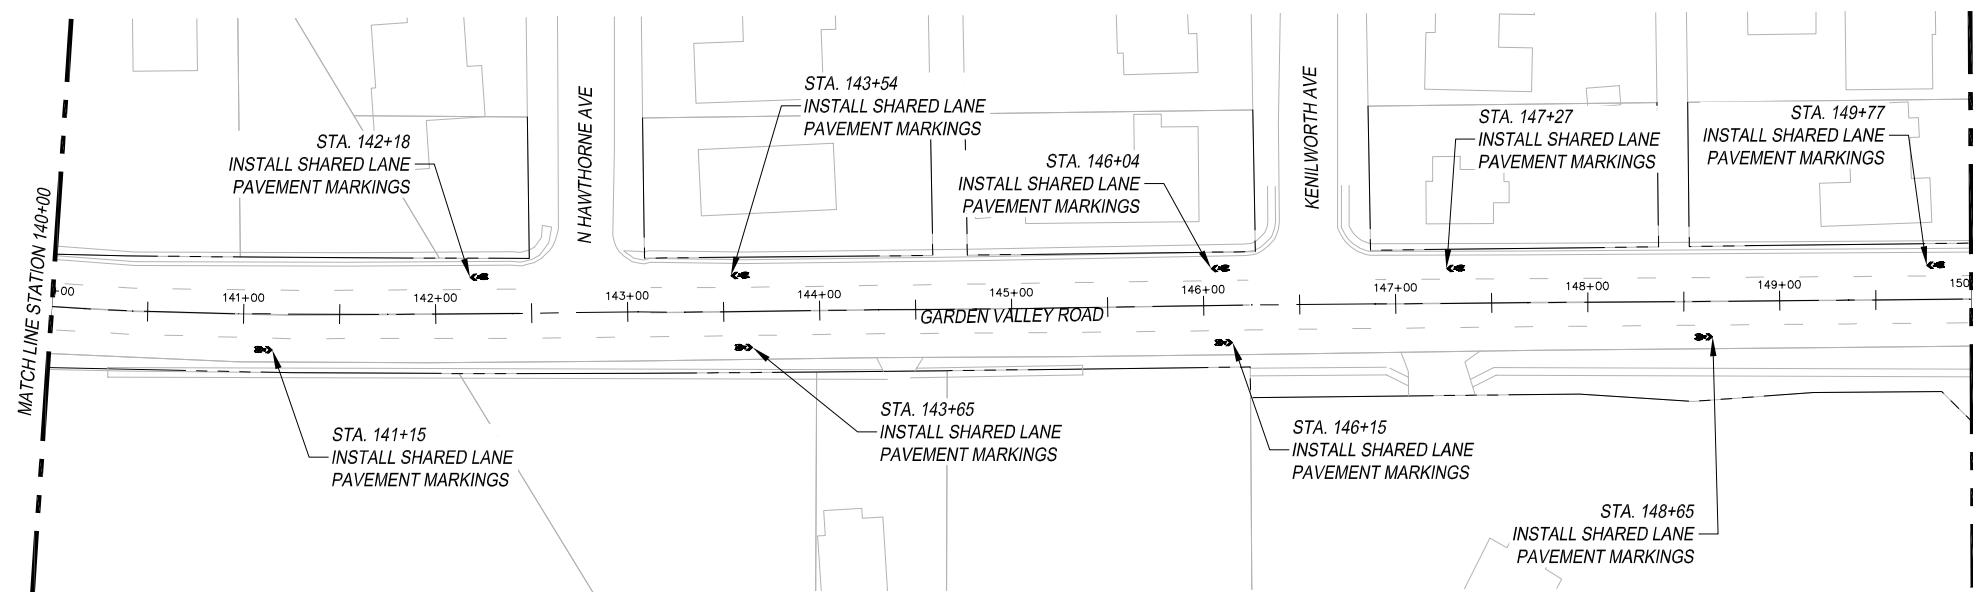 STA. 143+54
INSTALL SHARED LANE
PAVEMENT MARKINGS
STA. 142+18
INSTALL SHARED LANE
PAVEMENT MARKINGS
N HAWTHORNE AVE
STA. 146+04
INSTALL SHARED LANE
PAVEMENT MARKINGS
KENILWORTH AVE
STA. 147+27
INSTALL SHARED LANE
PAVEMENT MARKINGS
STA. 149+77
INSTALL SHARED LANE
PAVEMENT MARKINGS
MATCH LINE STATION 140+00
+00
141+00
142+00
143+00
144+00
145+00
146+00
147+00
148+00
149+00
150
GARDEN VALLEY ROAD
STA. 141+15
INSTALL SHARED LANE
PAVEMENT MARKINGS
STA. 143+65
INSTALL SHARED LANE
PAVEMENT MARKINGS
STA. 146+15
INSTALL SHARED LANE
PAVEMENT MARKINGS
STA. 148+65
INSTALL SHARED LANE
PAVEMENT MARKINGS